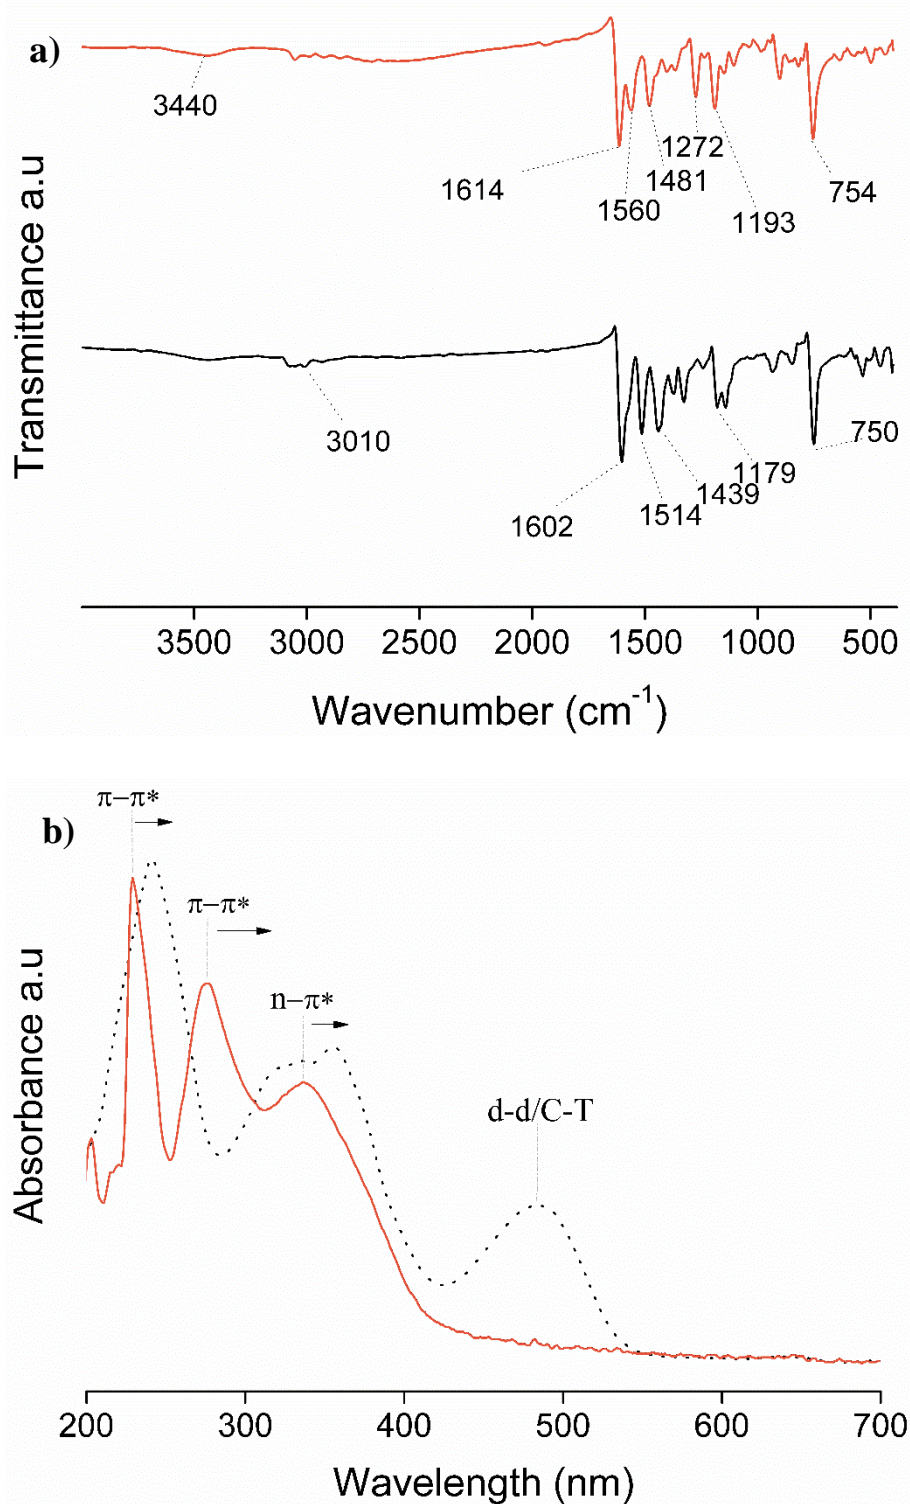 a)
3440
1614
1560
1481
1272
1193
754
3010
1602
1514
1439
1179
750
Transmittance a.u
3500 3000 2500 2000 1500 1000 500
Wavenumber (cm⁻¹)
b)
π–π*
π–π*
n–π*
d-d/C-T
Absorbance a.u
200 300 400 500 600 700
Wavelength (nm)